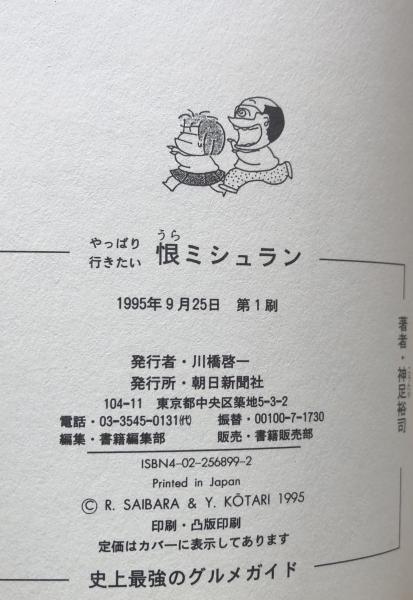 やっぱり
行きたい 恨ミシュラン
うら
1995年9月25日 第1刷
発行者・川橋啓一
発行所・朝日新聞社
104-11 東京都中央区築地5-3-2
電話・03-3545-0131㈹ 振替・00100-7-1730
編集・書籍編集部 販売・書籍販売部
ISBN4-02-256899-2
Printed in Japan
© R. SAIBARA & Y. KŌTARI 1995
印刷・凸版印刷
定価はカバーに表示してあります
史上最強のグルメガイド
著者・神足裕司